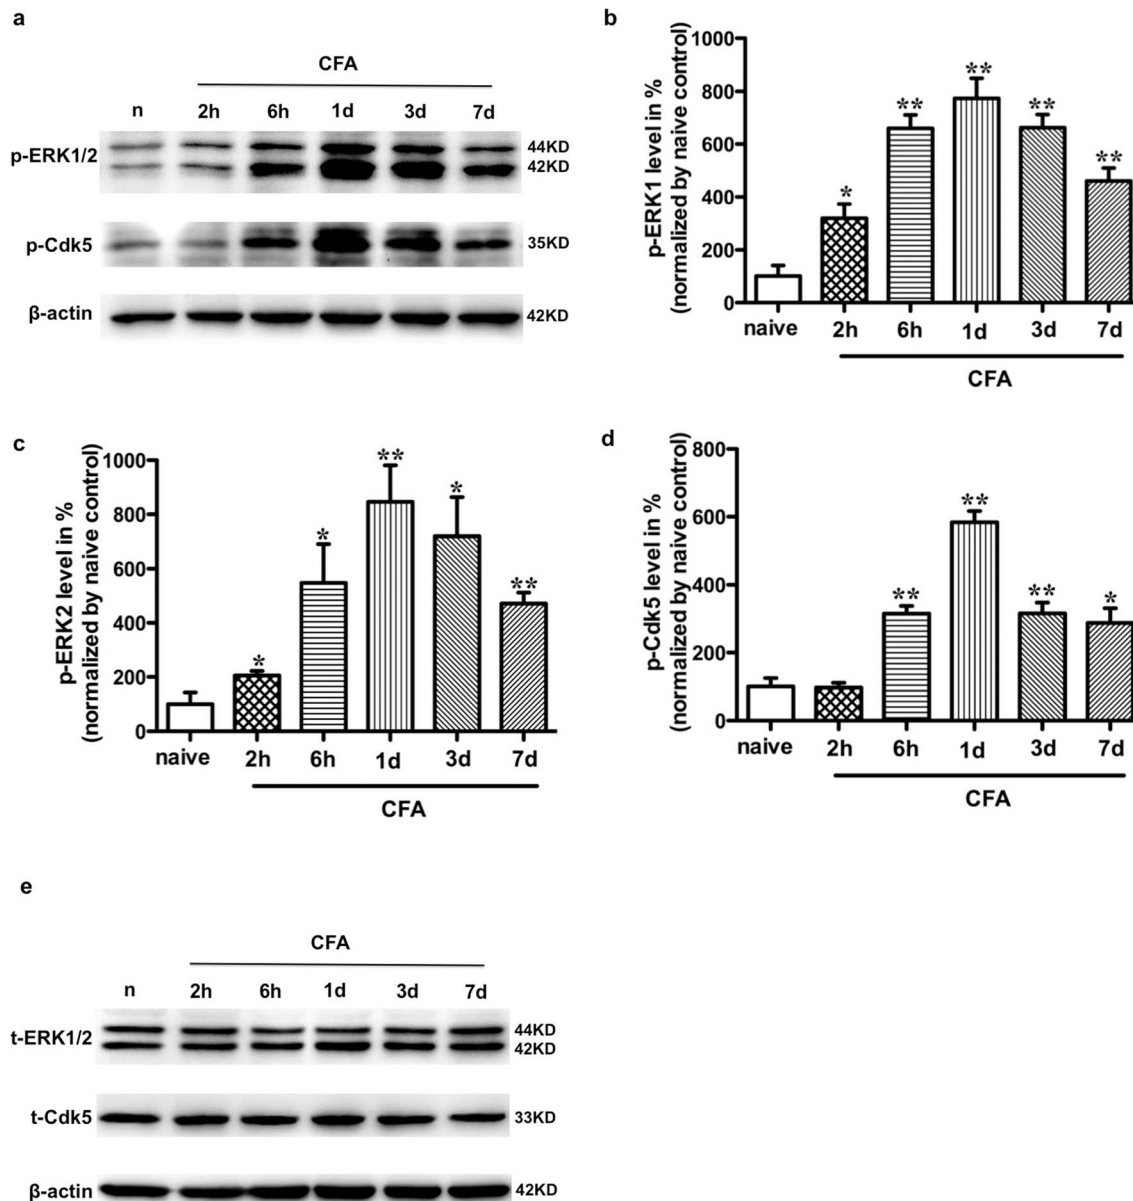 a
CFA
n 2h 6h 1d 3d 7d
p-ERK1/2
44KD
42KD
p-Cdk5
35KD
β-actin
42KD
b
p-ERK1 level in %
(normalized by naive control)
1000
800
600
400
200
0
*
**
**
**
**
naive 2h 6h 1d 3d 7d
CFA
c
p-ERK2 level in %
(normalized by naive control)
1000
800
600
400
200
0
*
*
**
*
**
naive 2h 6h 1d 3d 7d
CFA
d
p-Cdk5 level in %
(normalized by naive control)
800
600
400
200
0
**
**
**
*
naive 2h 6h 1d 3d 7d
CFA
e
CFA
n 2h 6h 1d 3d 7d
t-ERK1/2
44KD
42KD
t-Cdk5
33KD
β-actin
42KD